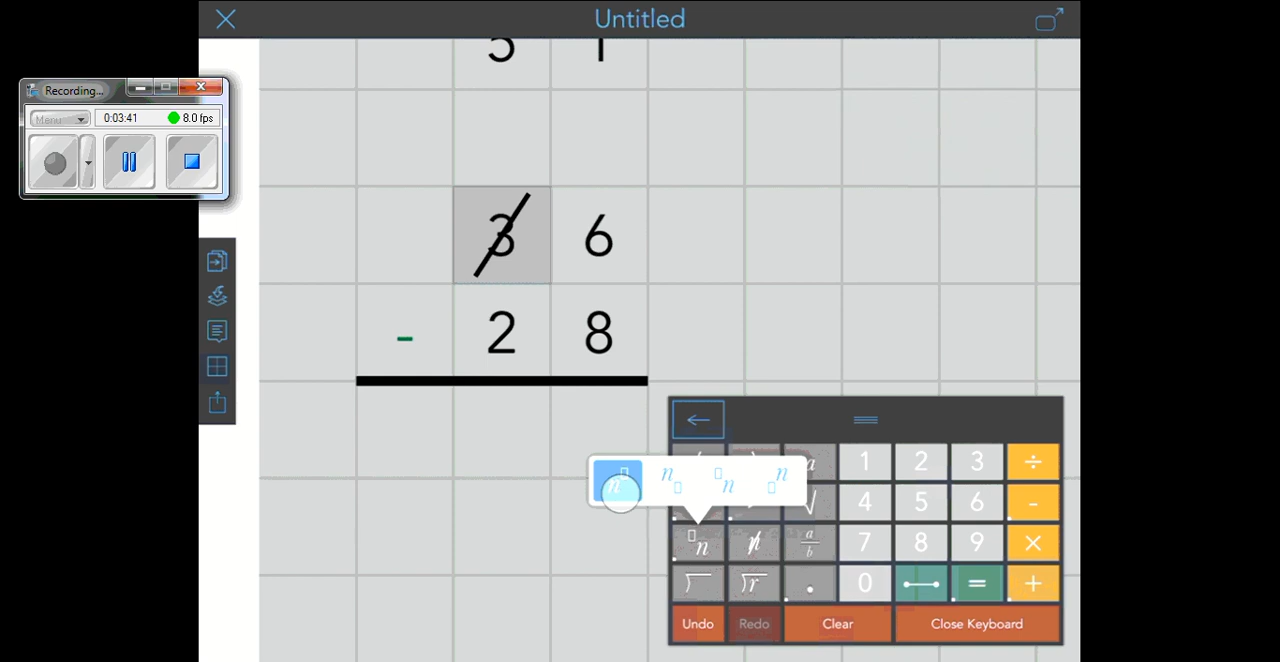 Untitled
5 1
Recording...
Menu
0:03:41
8.0 fps
3 6
- 2 8
n n n n
a 1 2 3 ÷
√ 4 5 6 -
n n a/b 7 8 9 ×
r . 0 = +
Undo Redo Clear Close Keyboard